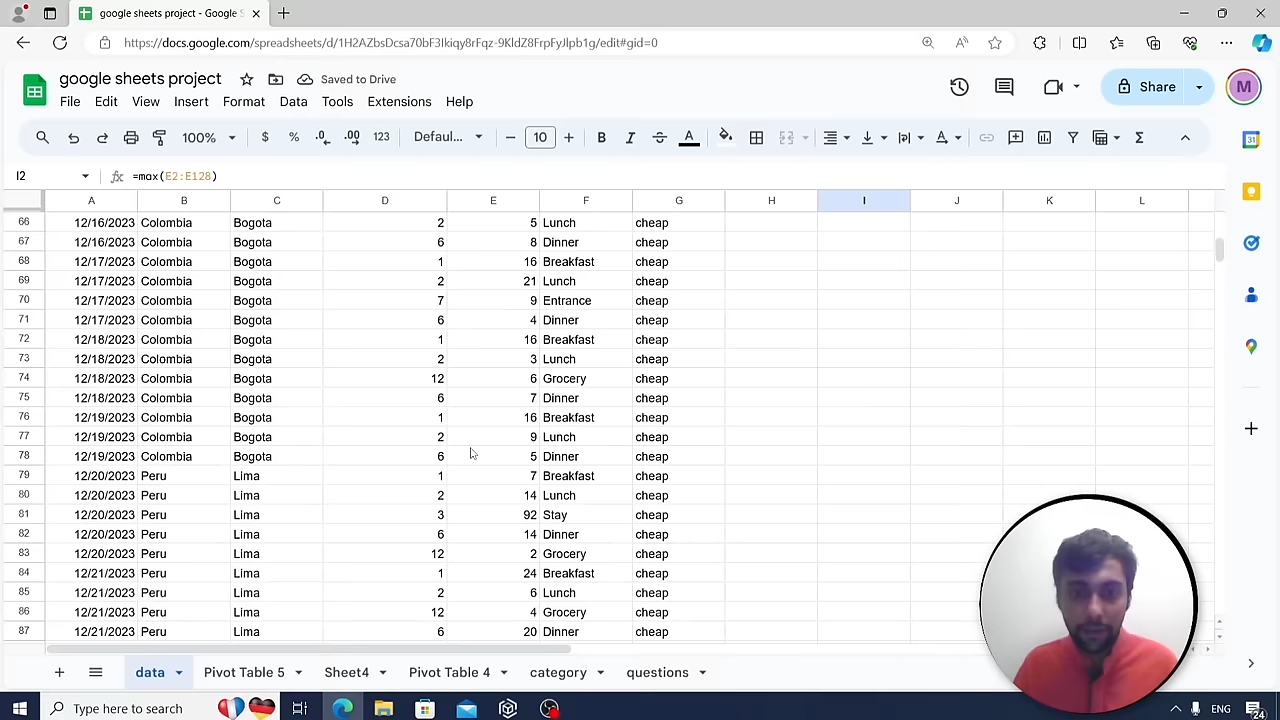 google sheets project - Google S
https://docs.google.com/spreadsheets/d/1H2AZbsDcsa70bF3Ikiqy8rFqz-9KldZ8FrpFyJlpb1g/edit#gid=0
google sheets project Saved to Drive
File Edit View Insert Format Data Tools Extensions Help
Share
M
100% $ % .0 .00 123 Defaul... 10 B I A
I2 fx =max(E2:E128)
A B C D E F G H I J K L
66 12/16/2023 Colombia Bogota 2 5 Lunch cheap
67 12/16/2023 Colombia Bogota 6 8 Dinner cheap
68 12/17/2023 Colombia Bogota 1 16 Breakfast cheap
69 12/17/2023 Colombia Bogota 2 21 Lunch cheap
70 12/17/2023 Colombia Bogota 7 9 Entrance cheap
71 12/17/2023 Colombia Bogota 6 4 Dinner cheap
72 12/18/2023 Colombia Bogota 1 16 Breakfast cheap
73 12/18/2023 Colombia Bogota 2 3 Lunch cheap
74 12/18/2023 Colombia Bogota 12 6 Grocery cheap
75 12/18/2023 Colombia Bogota 6 7 Dinner cheap
76 12/19/2023 Colombia Bogota 1 16 Breakfast cheap
77 12/19/2023 Colombia Bogota 2 9 Lunch cheap
78 12/19/2023 Colombia Bogota 6 5 Dinner cheap
79 12/20/2023 Peru Lima 1 7 Breakfast cheap
80 12/20/2023 Peru Lima 2 14 Lunch cheap
81 12/20/2023 Peru Lima 3 92 Stay cheap
82 12/20/2023 Peru Lima 6 14 Dinner cheap
83 12/20/2023 Peru Lima 12 2 Grocery cheap
84 12/21/2023 Peru Lima 1 24 Breakfast cheap
85 12/21/2023 Peru Lima 2 6 Lunch cheap
86 12/21/2023 Peru Lima 12 4 Grocery cheap
87 12/21/2023 Peru Lima 6 20 Dinner cheap
data Pivot Table 5 Sheet4 Pivot Table 4 category questions
Type here to search
ENG
24